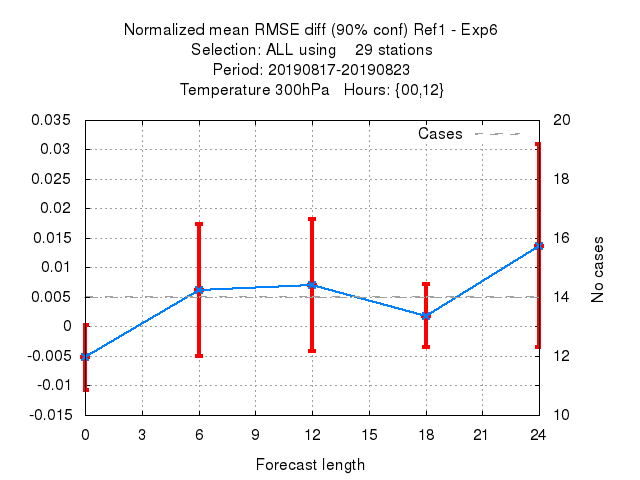 Normalized mean RMSE diff (90% conf) Ref1 - Exp6
Selection: ALL using    29 stations
Period: 20190817-20190823
Temperature 300hPa   Hours: {00,12}
Cases
0.035
0.03
0.025
0.02
0.015
0.01
0.005
0
-0.005
-0.01
-0.015
20
18
16
14
12
10
No cases
0 3 6 9 12 15 18 21 24
Forecast length